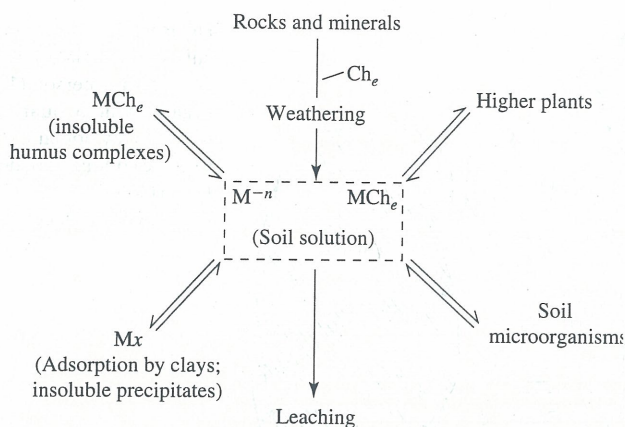 Rocks and minerals
Ch_e
Weathering
MCh_e
(insoluble
humus complexes)
Higher plants
M^{-n} MCh_e
(Soil solution)
Mx
(Adsorption by clays;
insoluble precipitates)
Soil
microorganisms
Leaching